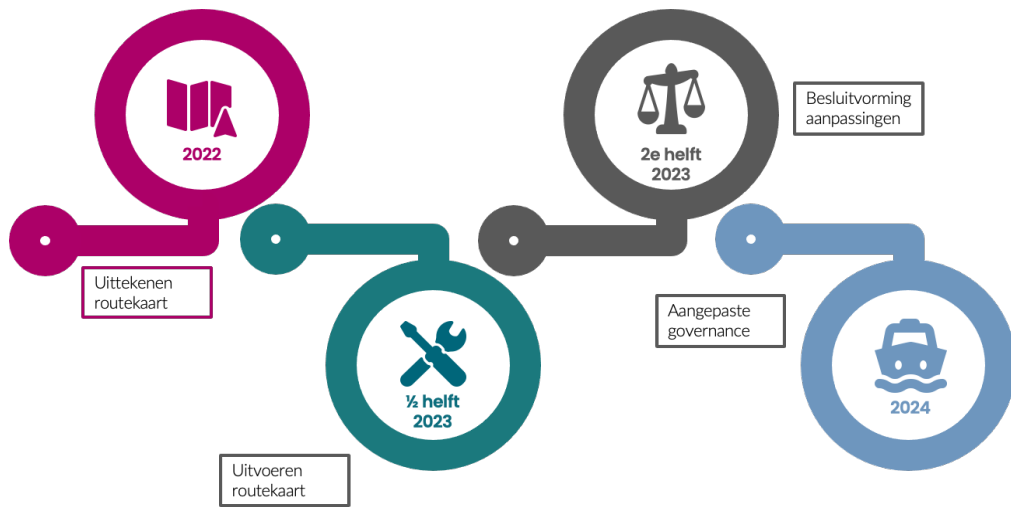 2022
Uittekenen
routekaart
½ helft
2023
Uitvoeren
routekaart
2e helft
2023
Besluitvorming
aanpassingen
Aangepaste
governance
2024